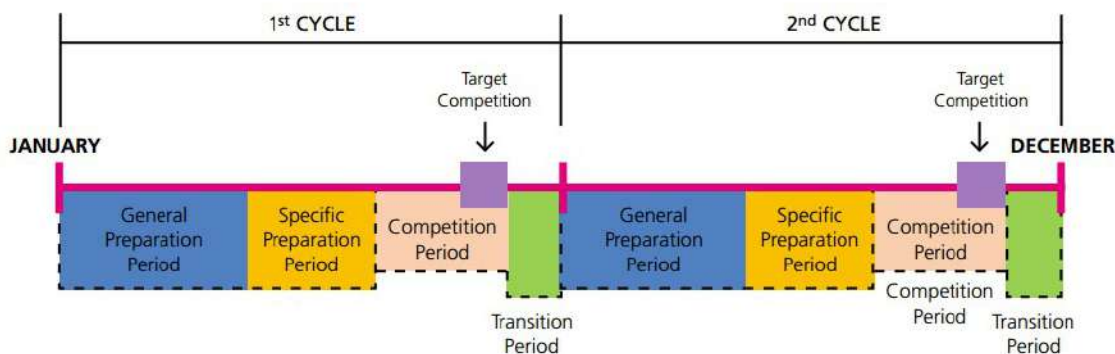 1st CYCLE
2nd CYCLE
Target
Competition
Target
Competition
JANUARY
DECEMBER
General
Preparation
Period
Specific
Preparation
Period
Competition
Period
General
Preparation
Period
Specific
Preparation
Period
Competition
Period
Competition
Period
Transition
Period
Transition
Period